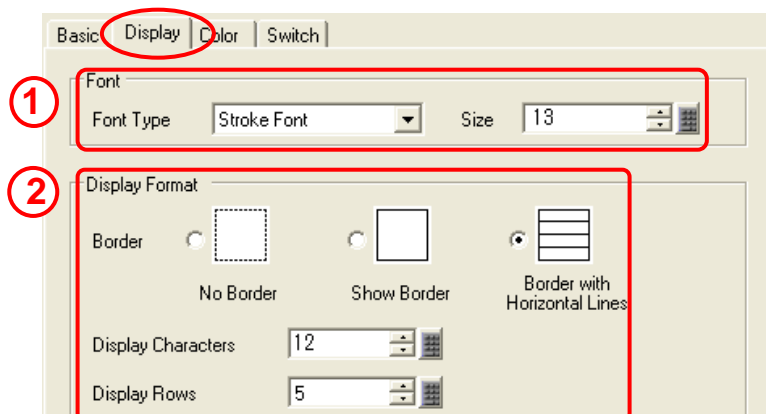 Basic Display Color Switch
1
Font
Font Type Stroke Font Size 13
2
Display Format
Border
No Border Show Border Border with
Horizontal Lines
Display Characters 12
Display Rows 5